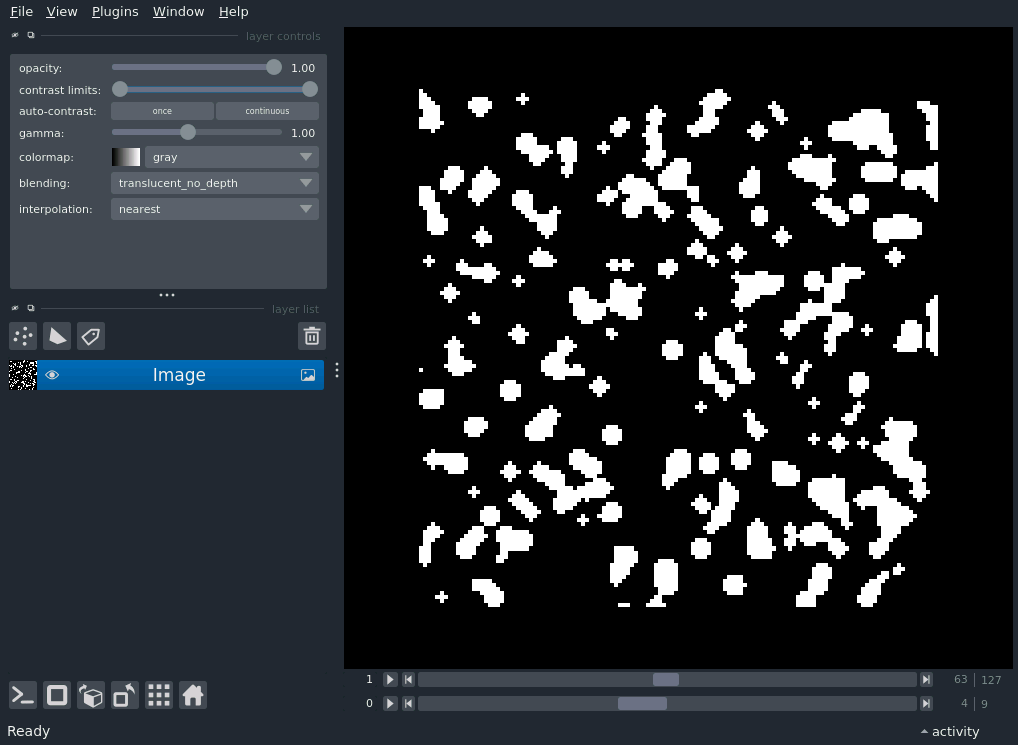 File View Plugins Window Help
layer controls
opacity: 1.00
contrast limits:
auto-contrast: once continuous
gamma: 1.00
colormap: gray
blending: translucent_no_depth
interpolation: nearest
layer list
Image
1 63 127
0 4 9
Ready activity